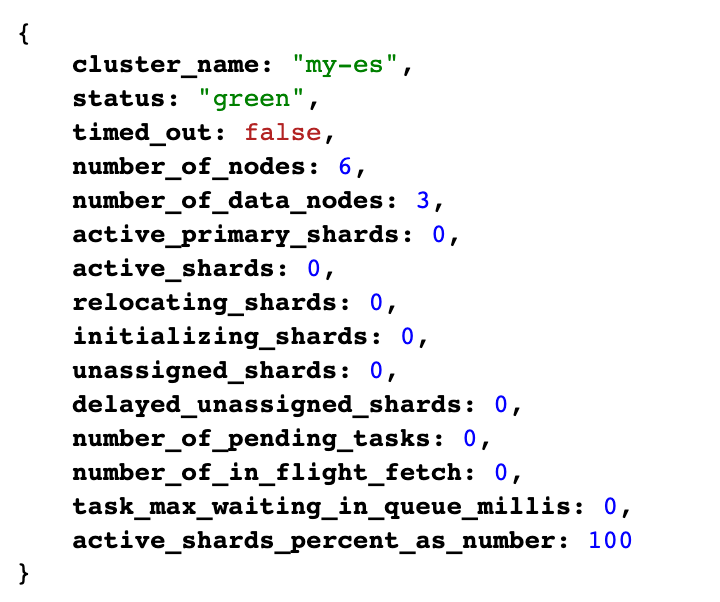 {
    cluster_name: "my-es",
    status: "green",
    timed_out: false,
    number_of_nodes: 6,
    number_of_data_nodes: 3,
    active_primary_shards: 0,
    active_shards: 0,
    relocating_shards: 0,
    initializing_shards: 0,
    unassigned_shards: 0,
    delayed_unassigned_shards: 0,
    number_of_pending_tasks: 0,
    number_of_in_flight_fetch: 0,
    task_max_waiting_in_queue_millis: 0,
    active_shards_percent_as_number: 100
}